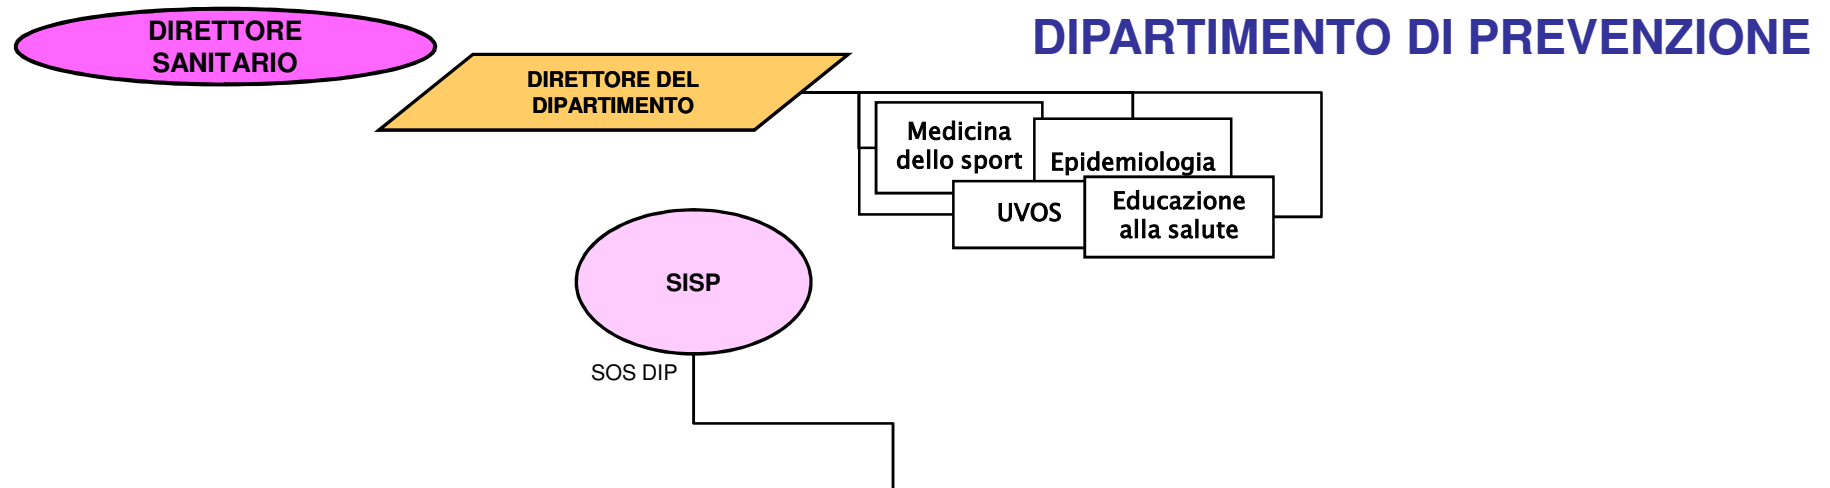 DIRETTORE
SANITARIO
DIPARTIMENTO DI PREVENZIONE
DIRETTORE DEL
DIPARTIMENTO
Medicina
dello sport
Epidemiologia
UVOS
Educazione
alla salute
SISP
SOS DIP